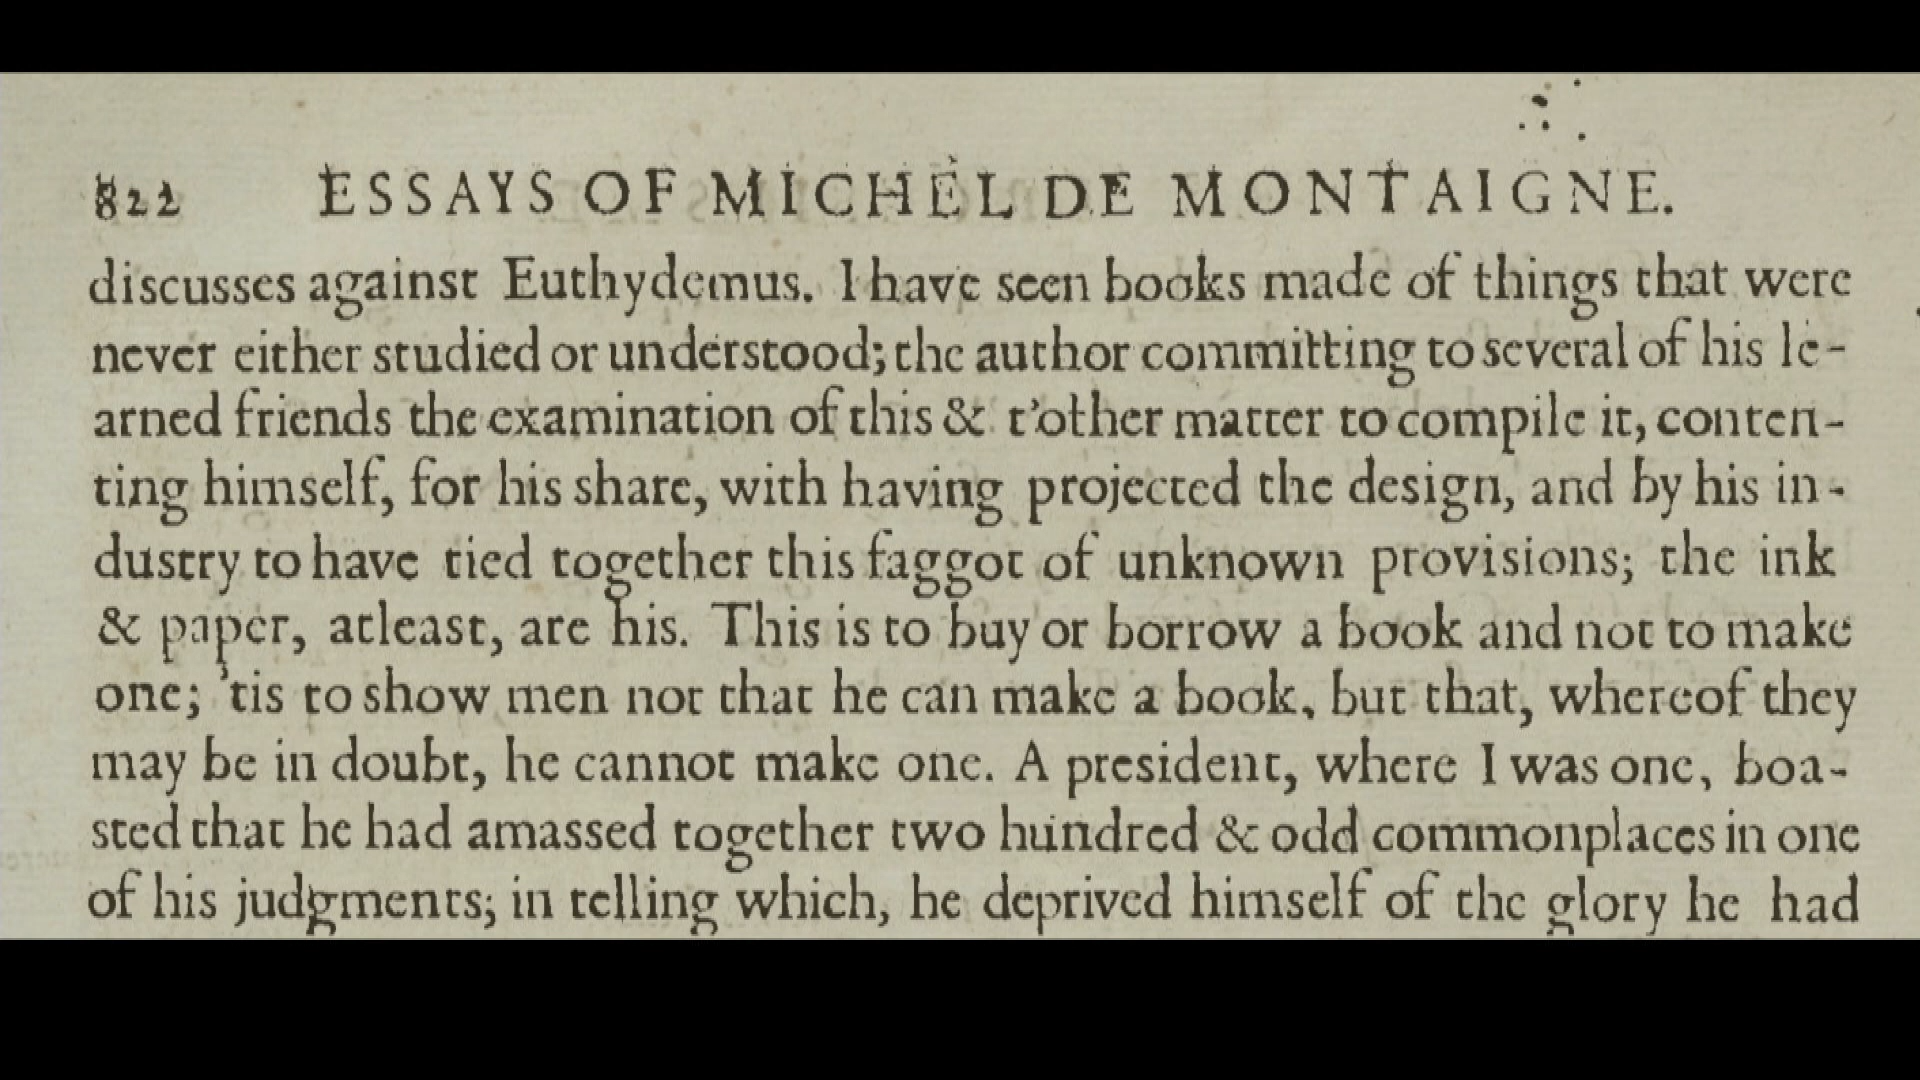 822 ESSAYS OF MICHEL DE MONTAIGNE.
discusses against Euthydemus. I have seen books made of things that were
never either studied or understood; the author committing to several of his le-
arned friends the examination of this & t'other matter to compile it, conten-
ting himself, for his share, with having projected the design, and by his in-
dustry to have tied together this faggot of unknown provisions; the ink
& paper, atleast, are his. This is to buy or borrow a book and not to make
one; 'tis to show men not that he can make a book, but that, whereof they
may be in doubt, he cannot make one. A president, where I was one, boa-
sted that he had amassed together two hundred & odd commonplaces in one
of his judgments; in telling which, he deprived himself of the glory he had